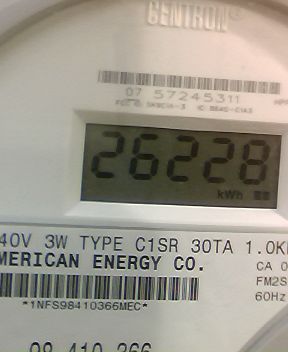 CENTRON®
07 57245311
26228
kWh
40V 3W TYPE C1SR 30TA 1.0K
MERICAN ENERGY CO.
CA 0
FM2S
*1NFS98410366MEC*
60Hz
98 410 366